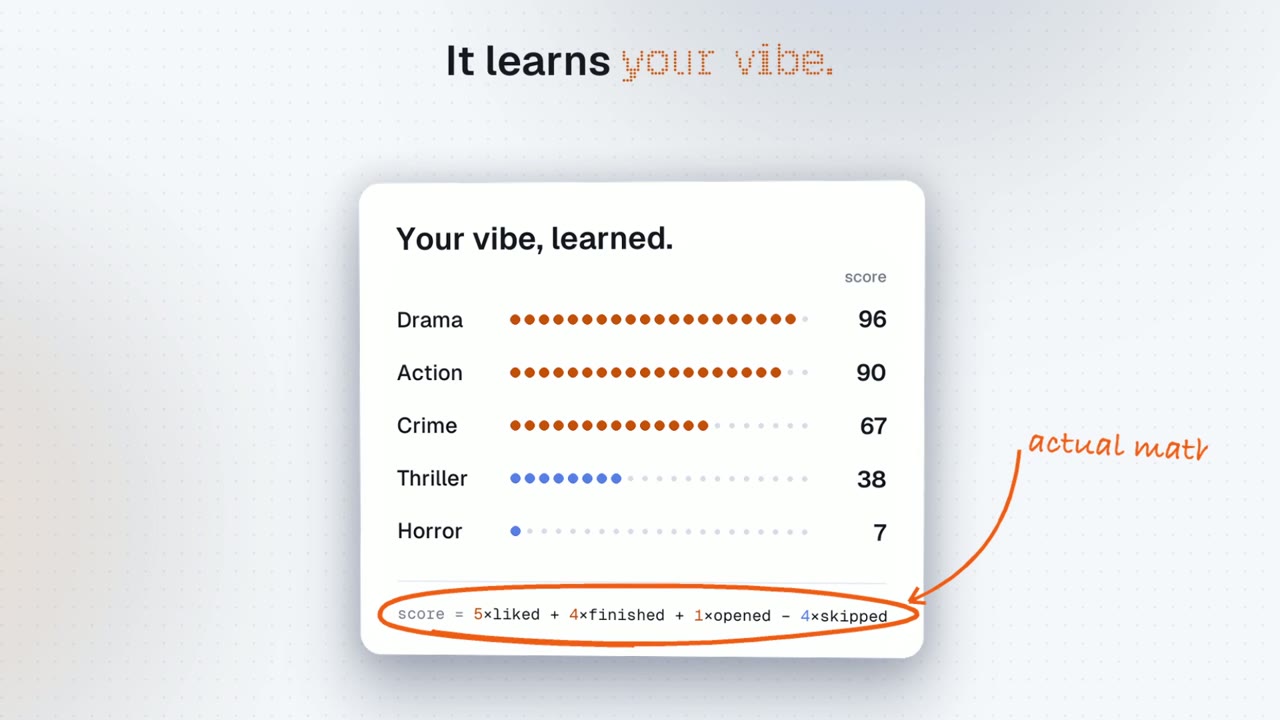 It learns your vibe.
Your vibe, learned.
score
Drama 96
Action 90
Crime 67
actual
Thriller 38
Horror 7
score = 5×liked + 4×finished + 1×opened − 4×skipped